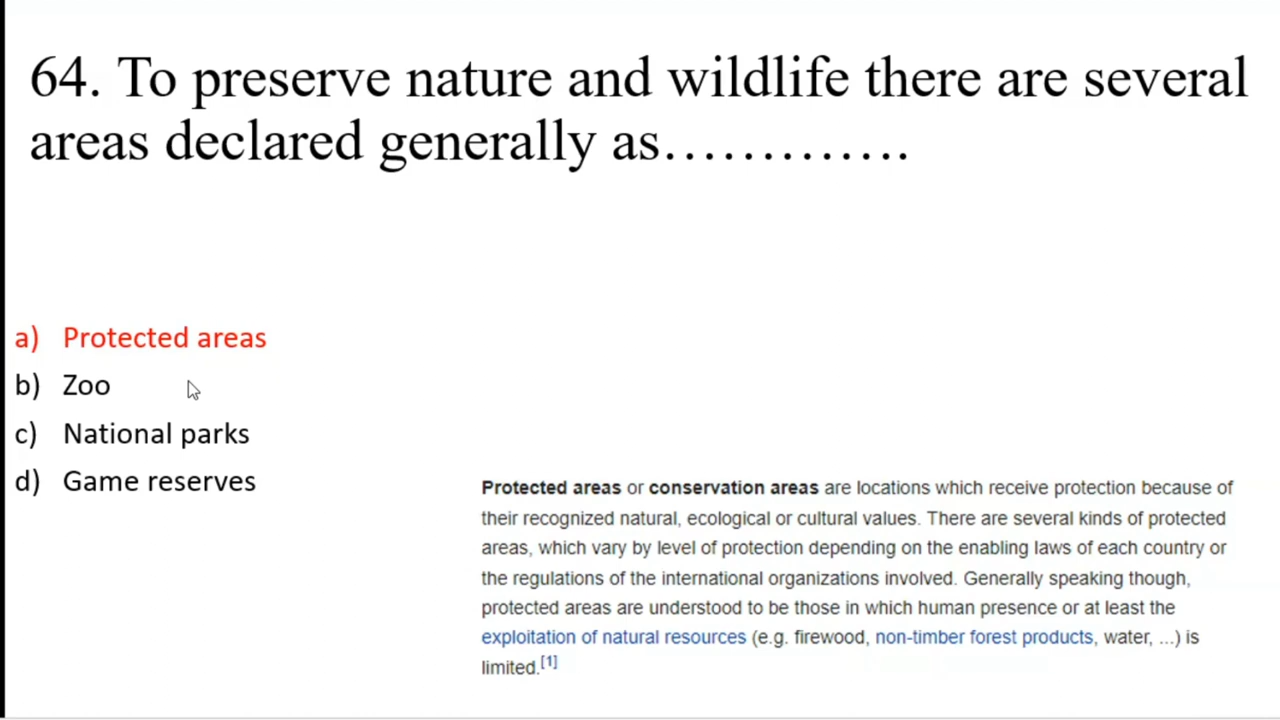 64. To preserve nature and wildlife there are several
areas declared generally as………….
a) Protected areas
b) Zoo
c) National parks
d) Game reserves
Protected areas or conservation areas are locations which receive protection because of
their recognized natural, ecological or cultural values. There are several kinds of protected
areas, which vary by level of protection depending on the enabling laws of each country or
the regulations of the international organizations involved. Generally speaking though,
protected areas are understood to be those in which human presence or at least the
exploitation of natural resources (e.g. firewood, non-timber forest products, water, ...) is
limited.[1]